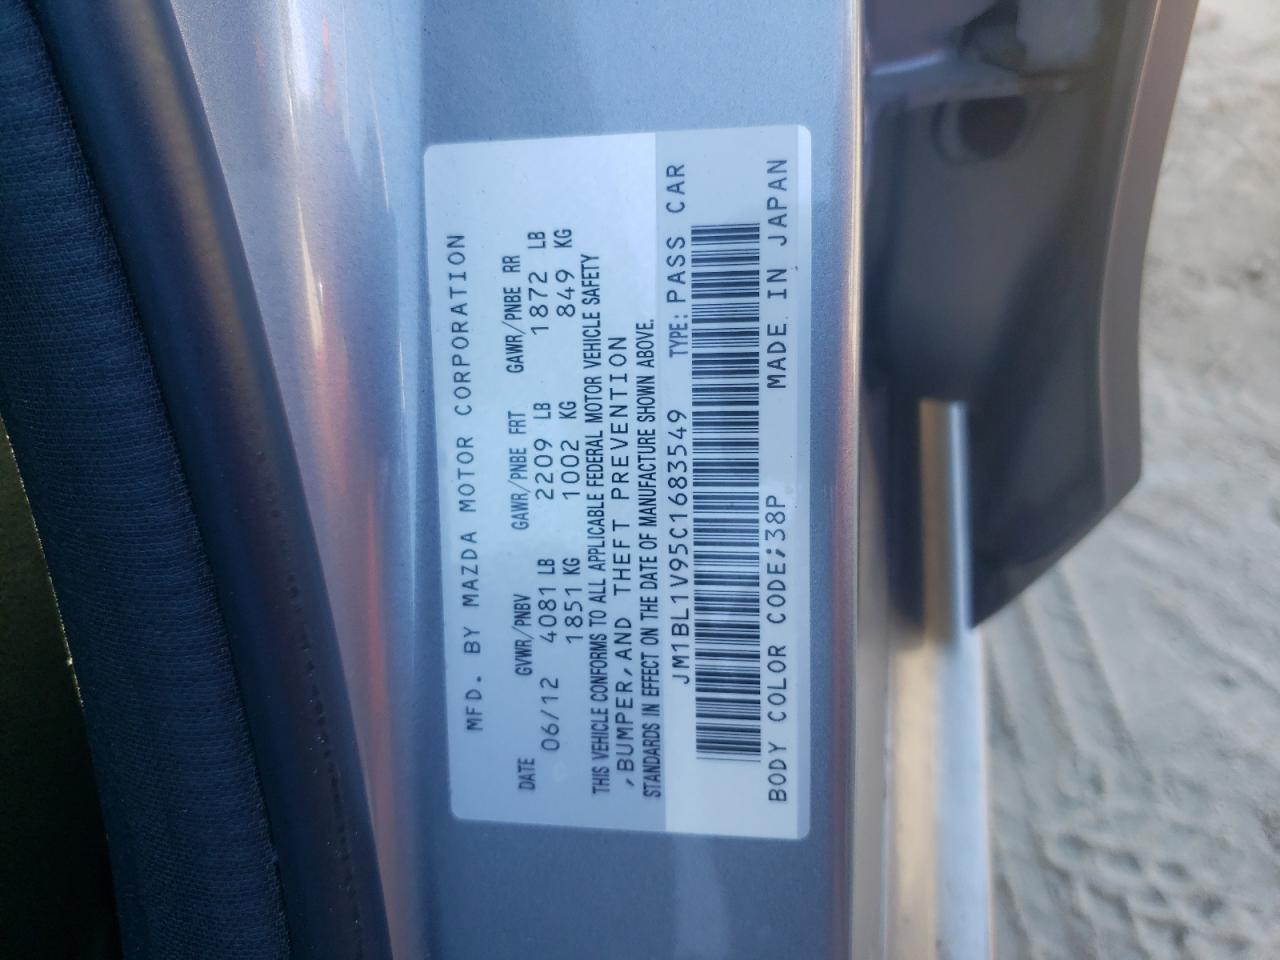 MFD. BY MAZDA MOTOR CORPORATION
DATE GVWR/PNBV GAWR/PNBE FRT GAWR/PNBE RR
06/12 4081 LB 2209 LB 1872 LB
1851 KG 1002 KG 849 KG
THIS VEHICLE CONFORMS TO ALL APPLICABLE FEDERAL MOTOR VEHICLE SAFETY
,BUMPER,AND THEFT PREVENTION
STANDARDS IN EFFECT ON THE DATE OF MANUFACTURE SHOWN ABOVE.
JM1BL1V95C1683549 TYPE: PASS CAR
BODY COLOR CODE;38P MADE IN JAPAN